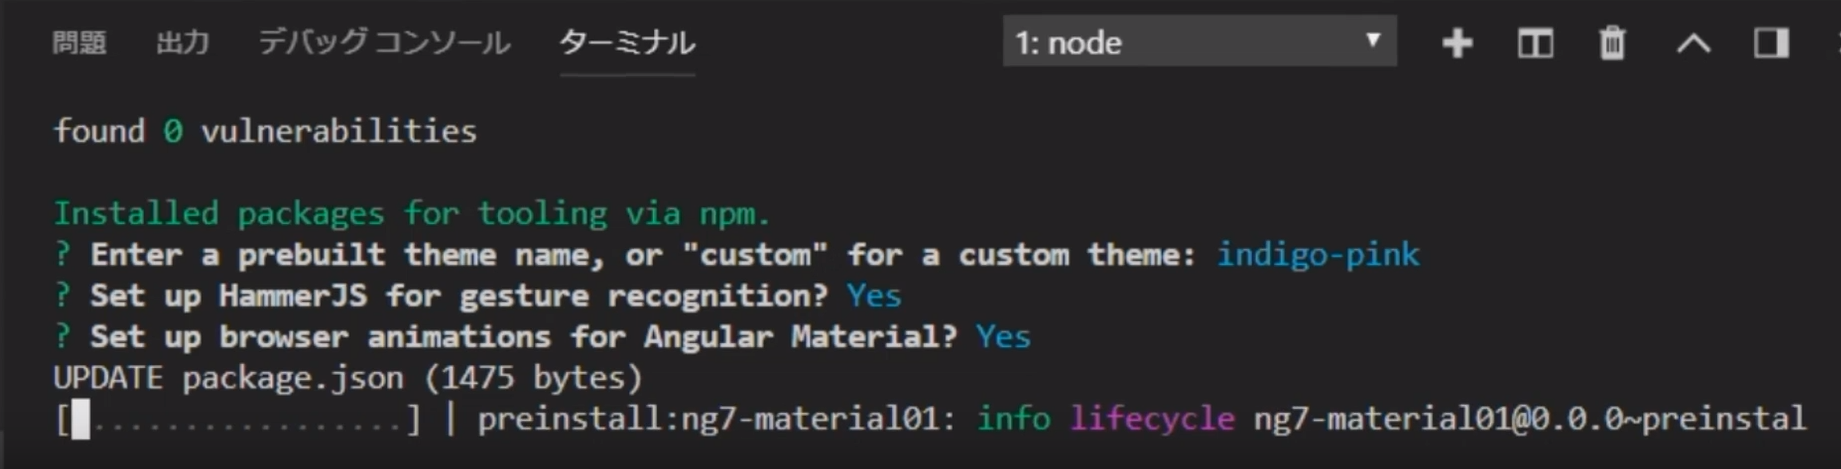 問題 出力 デバッグ コンソール ターミナル 1: node
found 0 vulnerabilities
Installed packages for tooling via npm.
? Enter a prebuilt theme name, or "custom" for a custom theme: indigo-pink
? Set up HammerJS for gesture recognition? Yes
? Set up browser animations for Angular Material? Yes
UPDATE package.json (1475 bytes)
[ .................] | preinstall:ng7-material01: info lifecycle ng7-material01@0.0.0~preinstal